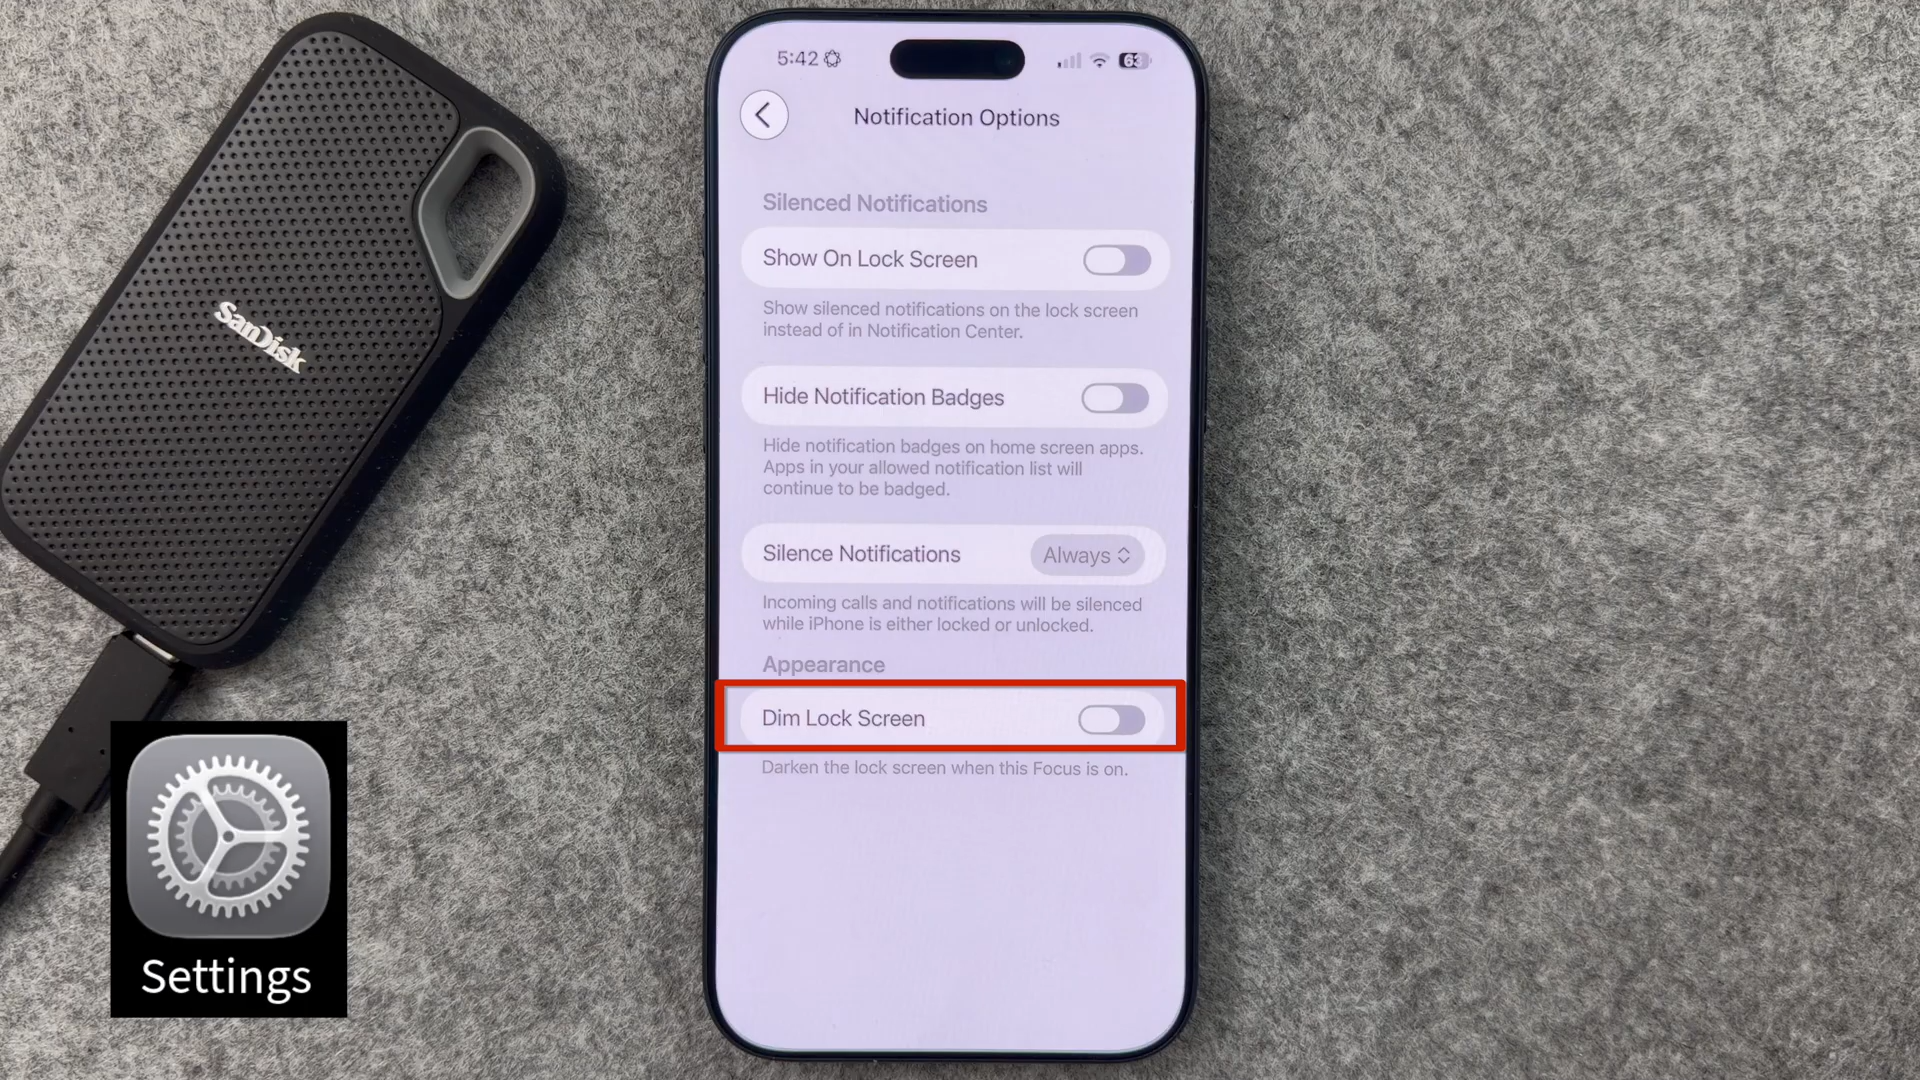 5:42
63
Notification Options
Silenced Notifications
Show On Lock Screen
Show silenced notifications on the lock screen
instead of in Notification Center.
Hide Notification Badges
Hide notification badges on home screen apps.
Apps in your allowed notification list will
continue to be badged.
Silence Notifications
Always
Incoming calls and notifications will be silenced
while iPhone is either locked or unlocked.
Appearance
Dim Lock Screen
Darken the lock screen when this Focus is on.
SanDisk
Settings